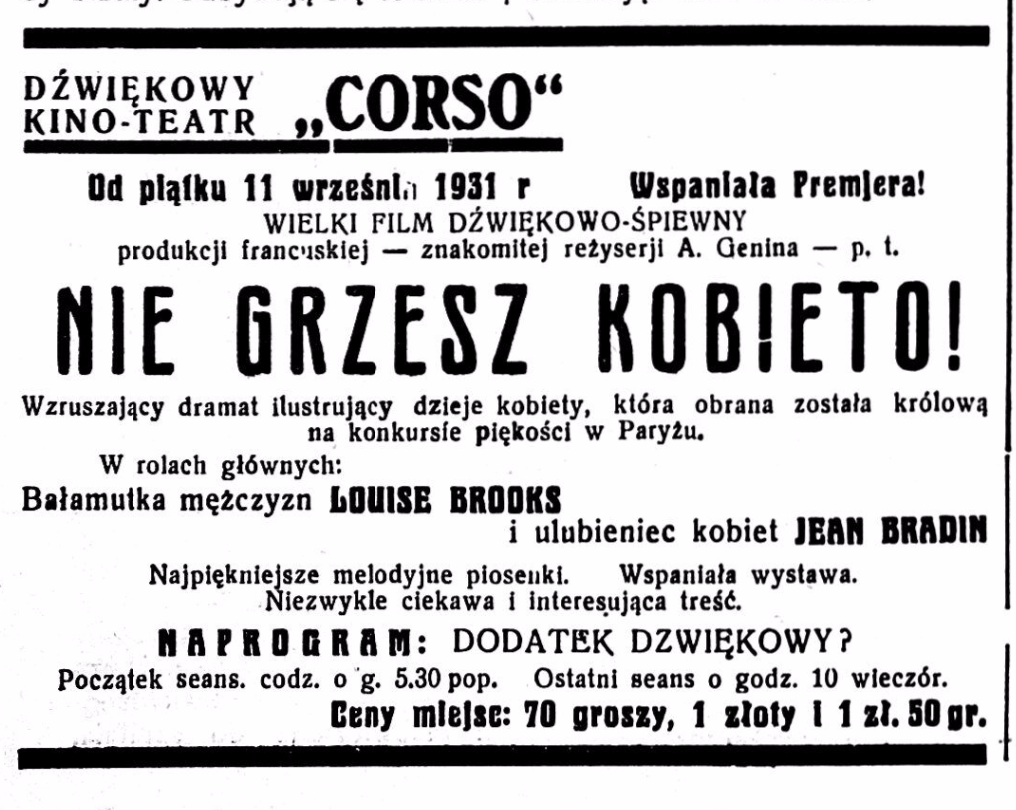 DŹWIĘKOWY
KINO-TEATR „CORSO“
Od piątku 11 września 1931 r Wspaniała Premjera!
WIELKI FILM DŹWIĘKOWO-ŚPIEWNY
produkcji francuskiej — znakomitej reżyserji A. Genina — p. t.
NIE GRZESZ KOBIETO!
Wzruszający dramat ilustrujący dzieje kobiety, która obrana została królową
na konkursie piękości w Paryżu.
W rolach głównych:
Bałamutka mężczyzn LOUISE BROOKS
i ulubieniec kobiet JEAN BRADIN
Najpiękniejsze melodyjne piosenki. Wspaniała wystawa.
Niezwykle ciekawa i interesująca treść.
NAPROGRAM: DODATEK DZWIĘKOWY?
Początek seans. codz. o g. 5.30 pop. Ostatni seans o godz. 10 wieczór.
Ceny miejsc: 70 groszy, 1 złoty i 1 zł. 50 gr.